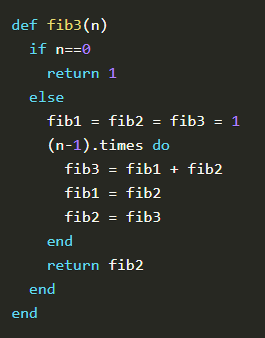 def fib3(n)
  if n==0
    return 1
  else
    fib1 = fib2 = fib3 = 1
    (n-1).times do
      fib3 = fib1 + fib2
      fib1 = fib2
      fib2 = fib3
    end
    return fib2
  end
end